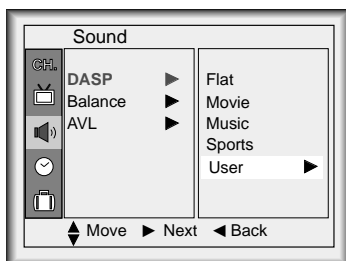 Sound
CH.
DASP ▶
Balance ▶
AVL ▶
Flat
Movie
Music
Sports
User ▶
▲▼ Move ▶ Next ◀ Back